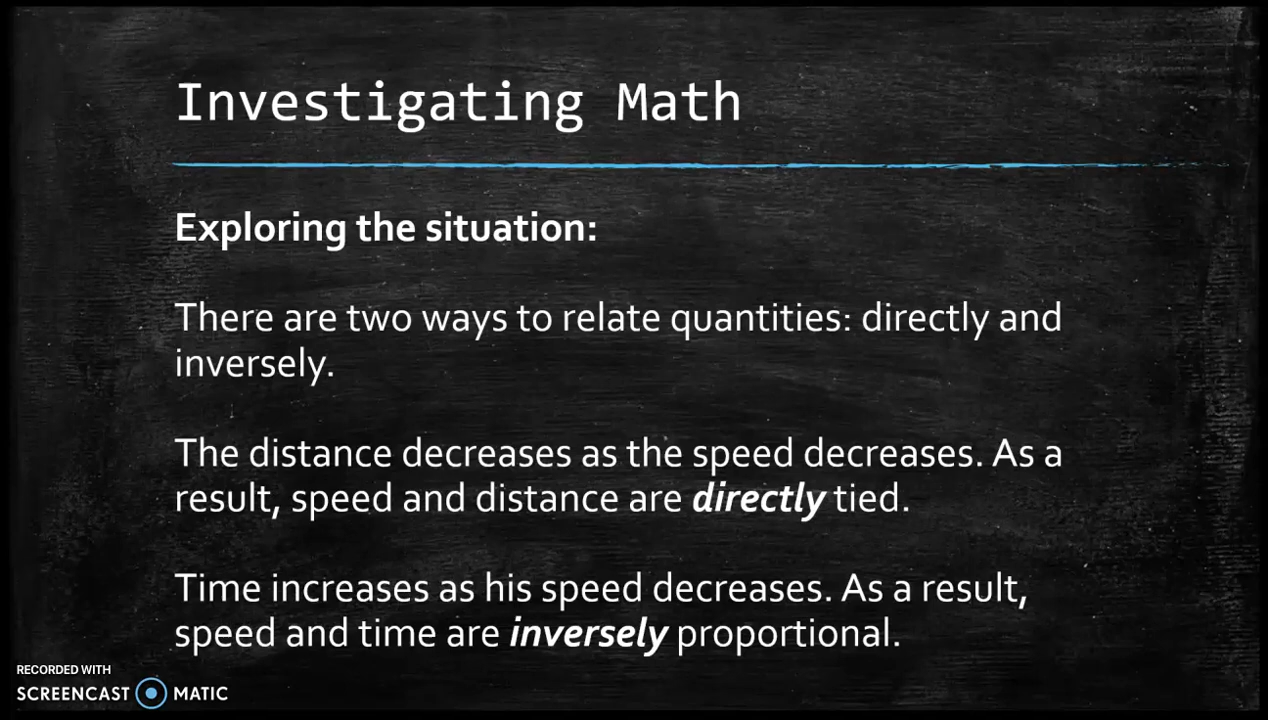 Investigating Math
Exploring the situation:
There are two ways to relate quantities: directly and
inversely.
The distance decreases as the speed decreases. As a
result, speed and distance are directly tied.
Time increases as his speed decreases. As a result,
speed and time are inversely proportional.
RECORDED WITH
SCREENCAST MATIC